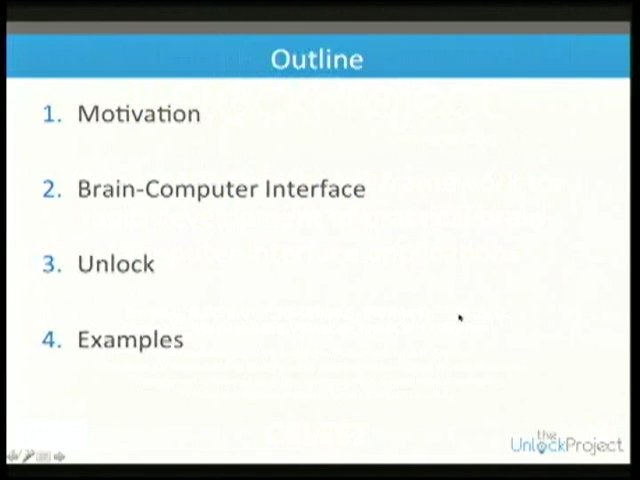 Outline
1. Motivation
2. Brain-Computer Interface
3. Unlock
4. Examples
the
UnlockProject